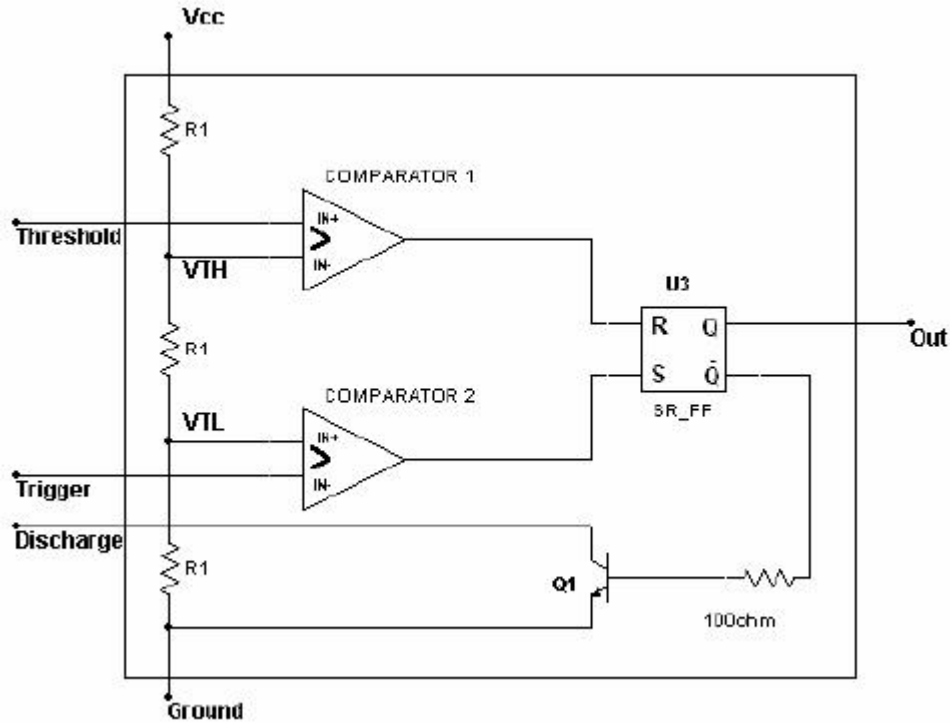 Vcc
R1
COMPARATOR 1
IN+
Threshold
VTH
IN-
U3
R Q
Out
R1
S Q̄
COMPARATOR 2
SR_FF
VTL
IN+
IN-
Trigger
Discharge
R1
Q1
100ohm
Ground